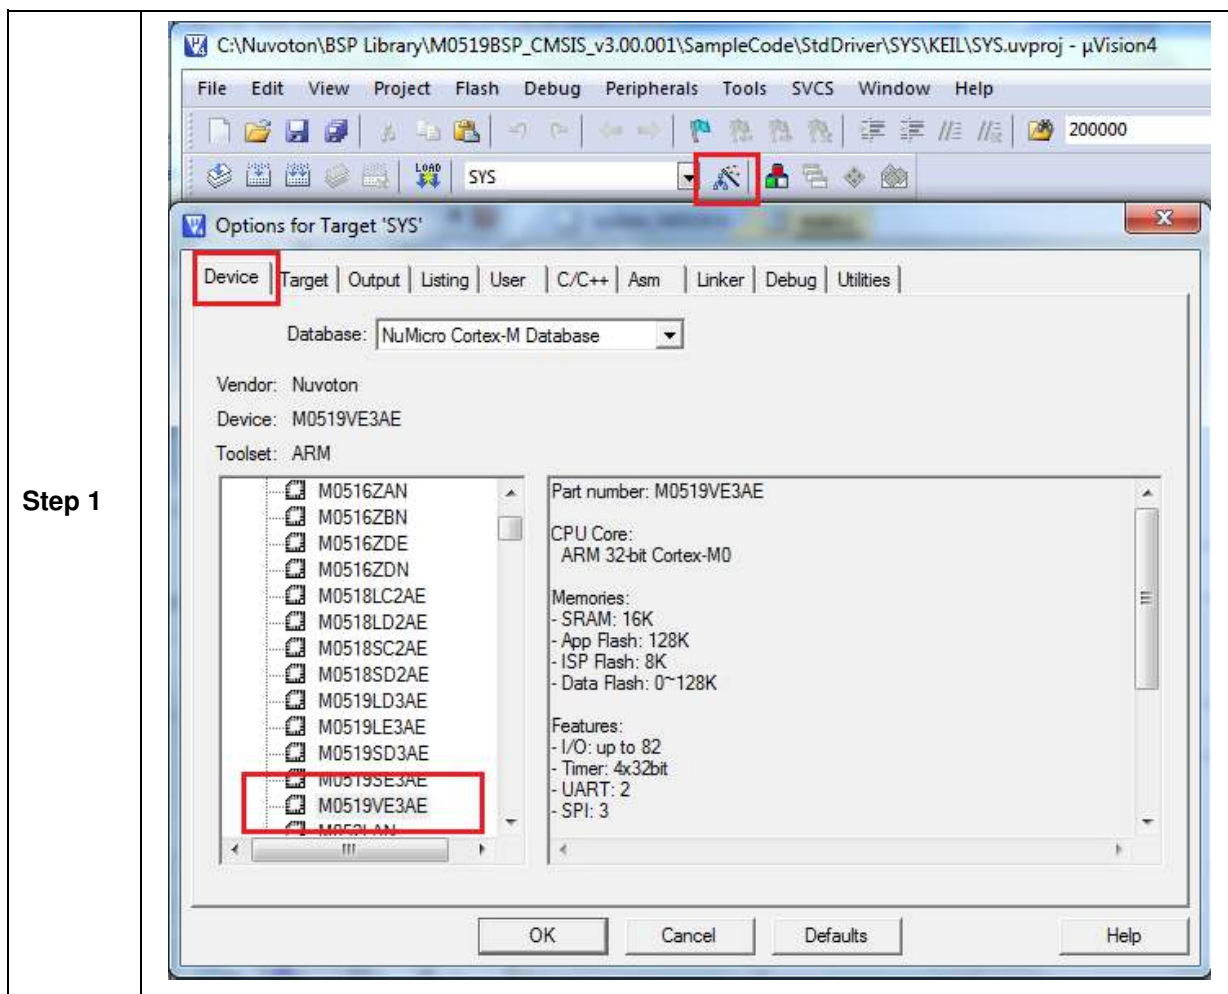 Step 1
C:\Nuvoton\BSP Library\M0519BSP_CMSIS_v3.00.001\SampleCode\StdDriver\SYS\KEIL\SYS.uvproj - µVision4
File Edit View Project Flash Debug Peripherals Tools SVCS Window Help
200000
LOAD SYS
Options for Target 'SYS'
Device Target Output Listing User C/C++ Asm Linker Debug Utilities
Database: NuMicro Cortex-M Database
Vendor: Nuvoton
Device: M0519VE3AE
Toolset: ARM
M0516ZAN
M0516ZBN
M0516ZDE
M0516ZDN
M0518LC2AE
M0518LD2AE
M0518SC2AE
M0518SD2AE
M0519LD3AE
M0519LE3AE
M0519SD3AE
M0519SE3AE
M0519VE3AE
M052LAN
Part number: M0519VE3AE
CPU Core:
ARM 32-bit Cortex-M0
Memories:
- SRAM: 16K
- App Flash: 128K
- ISP Flash: 8K
- Data Flash: 0~128K
Features:
- I/O: up to 82
- Timer: 4x32bit
- UART: 2
- SPI: 3
OK Cancel Defaults Help